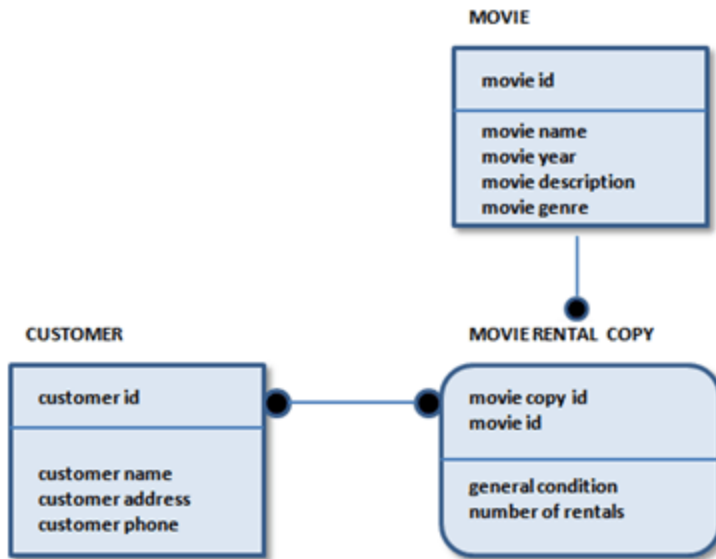 MOVIE
movie id
movie name
movie year
movie description
movie genre
CUSTOMER
customer id
customer name
customer address
customer phone
MOVIE RENTAL COPY
movie copy id
movie id
general condition
number of rentals